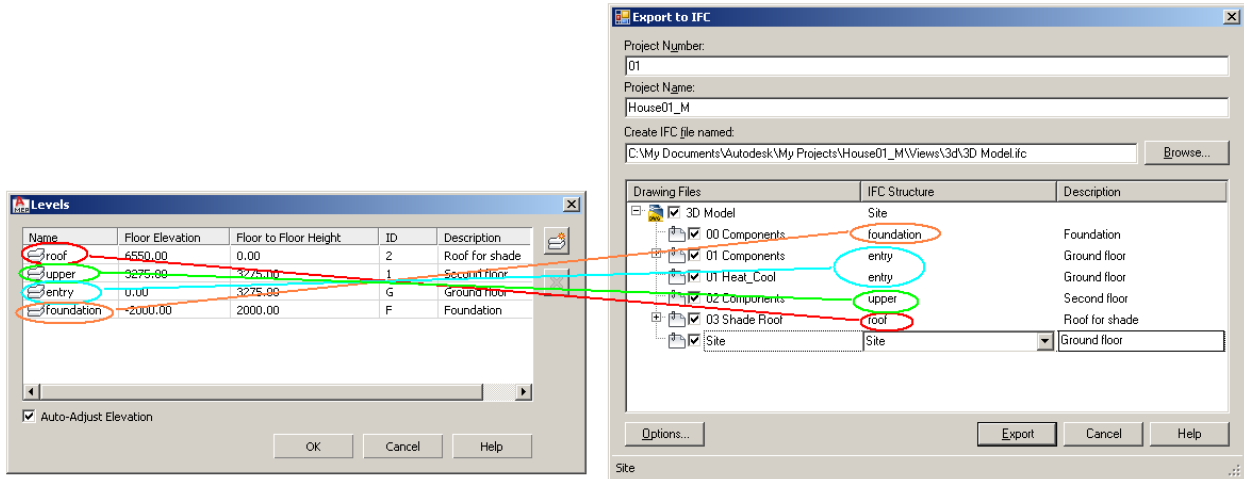 Levels
Name Floor Elevation Floor to Floor Height ID Description
roof 6550.00 0.00 2 Roof for shade
upper 3275.00 3275.00 1 Second floor
entry 0.00 3275.00 G Ground floor
foundation -2000.00 2000.00 F Foundation
Auto-Adjust Elevation
OK Cancel Help
Export to IFC
Project Number:
01
Project Name:
House01_M
Create IFC file named:
C:\My Documents\Autodesk\My Projects\House01_M\Views\3d\3D Model.ifc Browse...
Drawing Files IFC Structure Description
3D Model Site
00 Components foundation Foundation
01 Components entry Ground floor
01 Heat_Cool entry Ground floor
02 Components upper Second floor
03 Shade Roof roof Roof for shade
Site Site Ground floor
Options... Export Cancel Help
Site